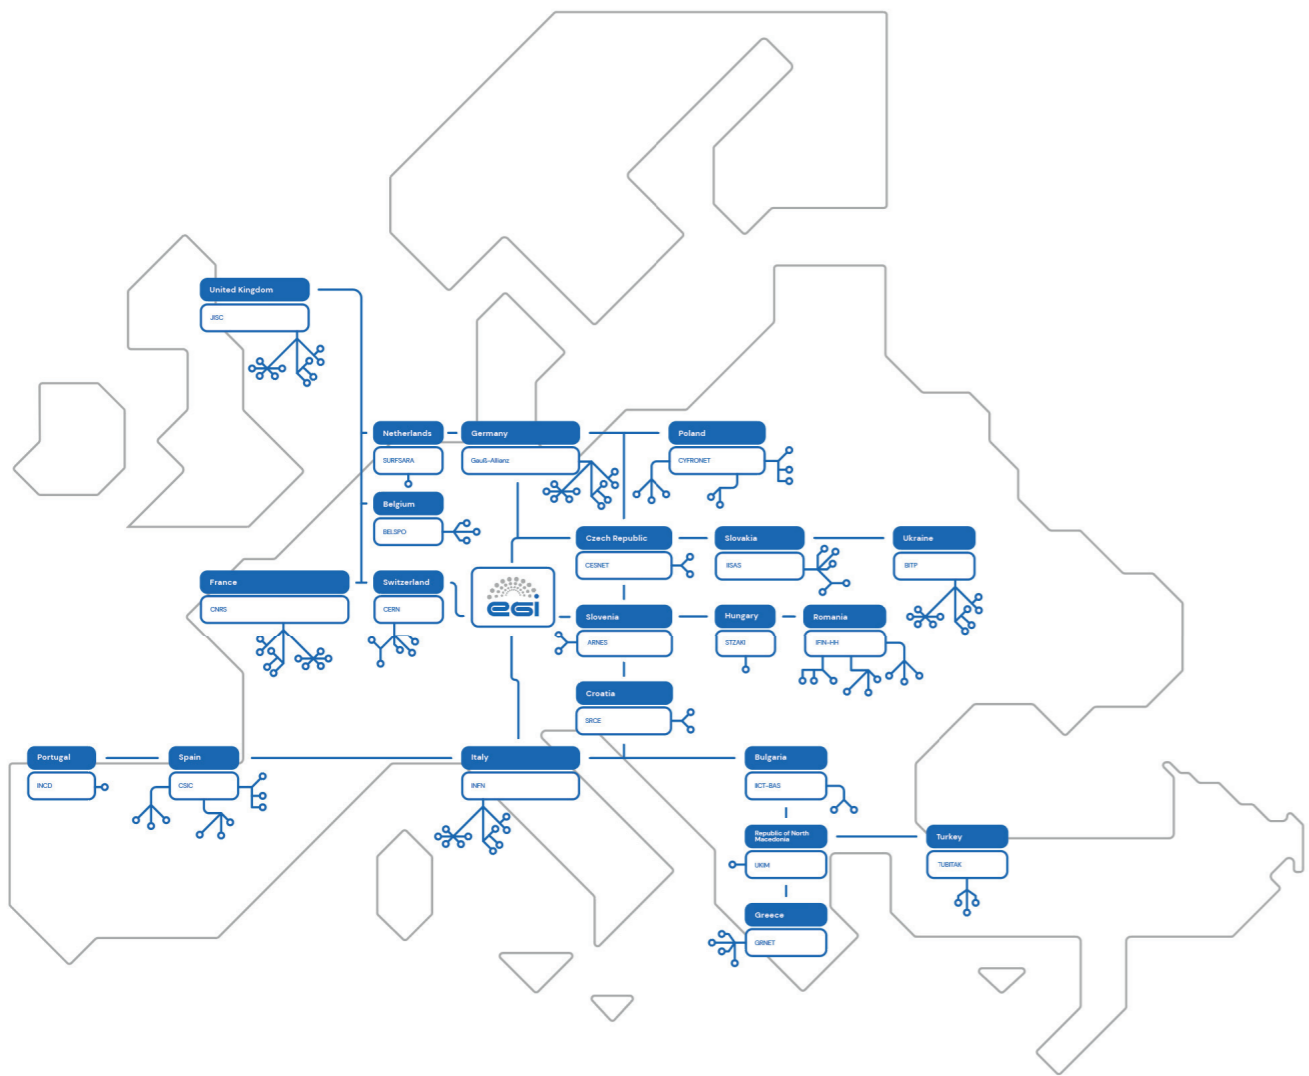 United Kingdom
JISC
Netherlands
SURFSARA
Germany
Gauß-Allianz
Poland
CYFRONET
Belgium
BELSPO
Czech Republic
CESNET
Slovakia
IISAS
Ukraine
BITP
France
CNRS
Switzerland
CERN
egi
Slovenia
ARNES
Hungary
STZAKI
Romania
IFIN-HH
Croatia
SRCE
Portugal
INCD
Spain
CSIC
Italy
INFN
Bulgaria
IICT-BAS
Republic of North
Macedonia
UKIM
Turkey
TUBITAK
Greece
GRNET